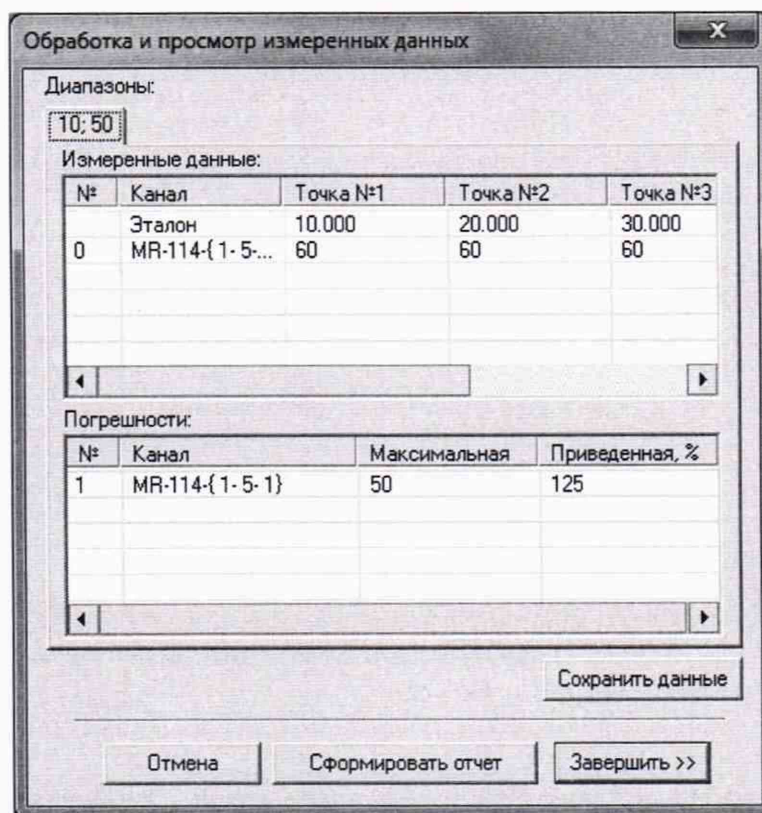 Обработка и просмотр измеренных данных
x
Диапазоны:
10; 50
Измеренные данные:
№ Канал Точка №1 Точка №2 Точка №3
Эталон 10.000 20.000 30.000
0 MR-114-{ 1- 5-... 60 60 60
Погрешности:
№ Канал Максимальная Приведенная, %
1 MR-114-{ 1- 5- 1} 50 125
Сохранить данные
Отмена Сформировать отчет Завершить >>